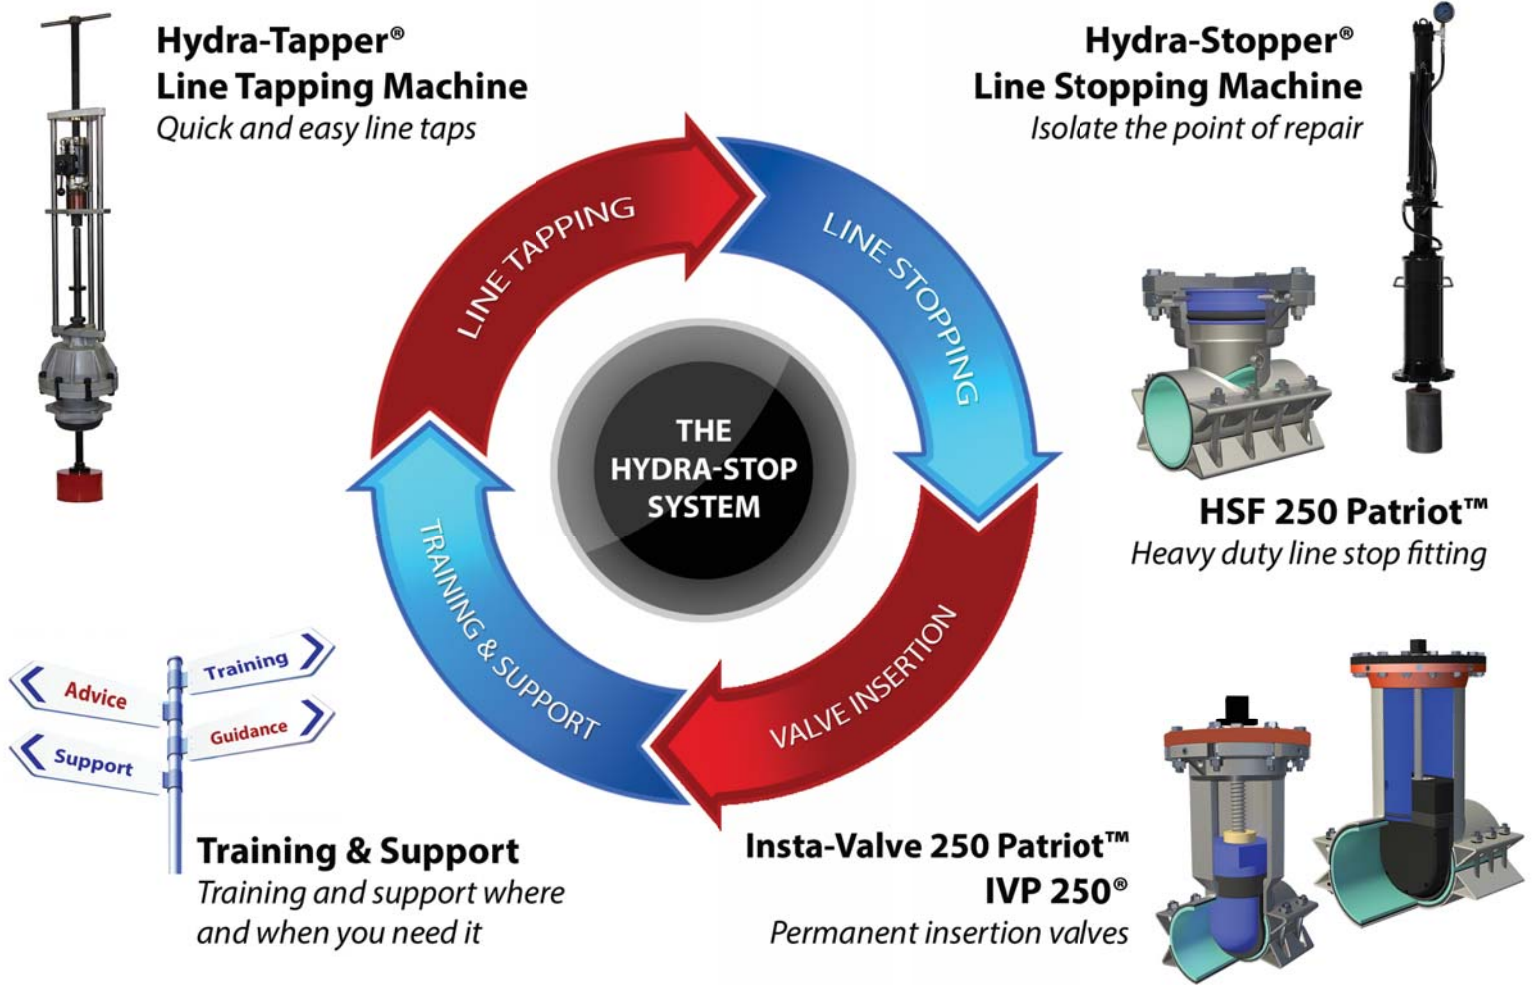 Hydra-Tapper®
Line Tapping Machine
Quick and easy line taps
Hydra-Stopper®
Line Stopping Machine
Isolate the point of repair
LINE TAPPING
LINE STOPPING
THE
HYDRA-STOP
SYSTEM
HSF 250 Patriot™
Heavy duty line stop fitting
TRAINING & SUPPORT
VALVE INSERTION
Training
Advice
Guidance
Support
Training & Support
Training and support where
and when you need it
Insta-Valve 250 Patriot™
IVP 250®
Permanent insertion valves